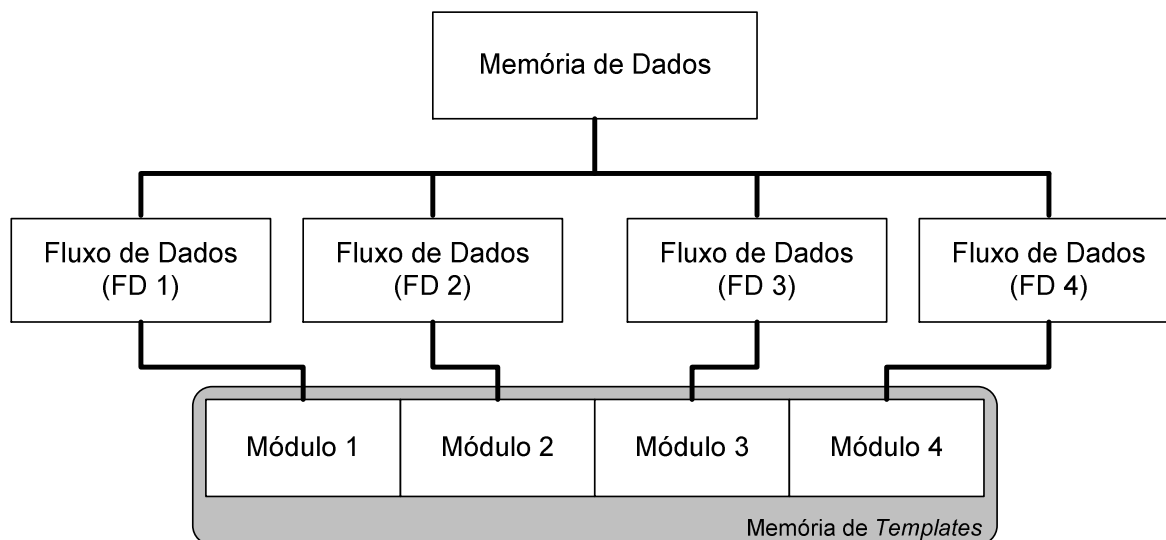 Memória de Dados
Fluxo de Dados
(FD 1)
Fluxo de Dados
(FD 2)
Fluxo de Dados
(FD 3)
Fluxo de Dados
(FD 4)
Módulo 1
Módulo 2
Módulo 3
Módulo 4
Memória de Templates